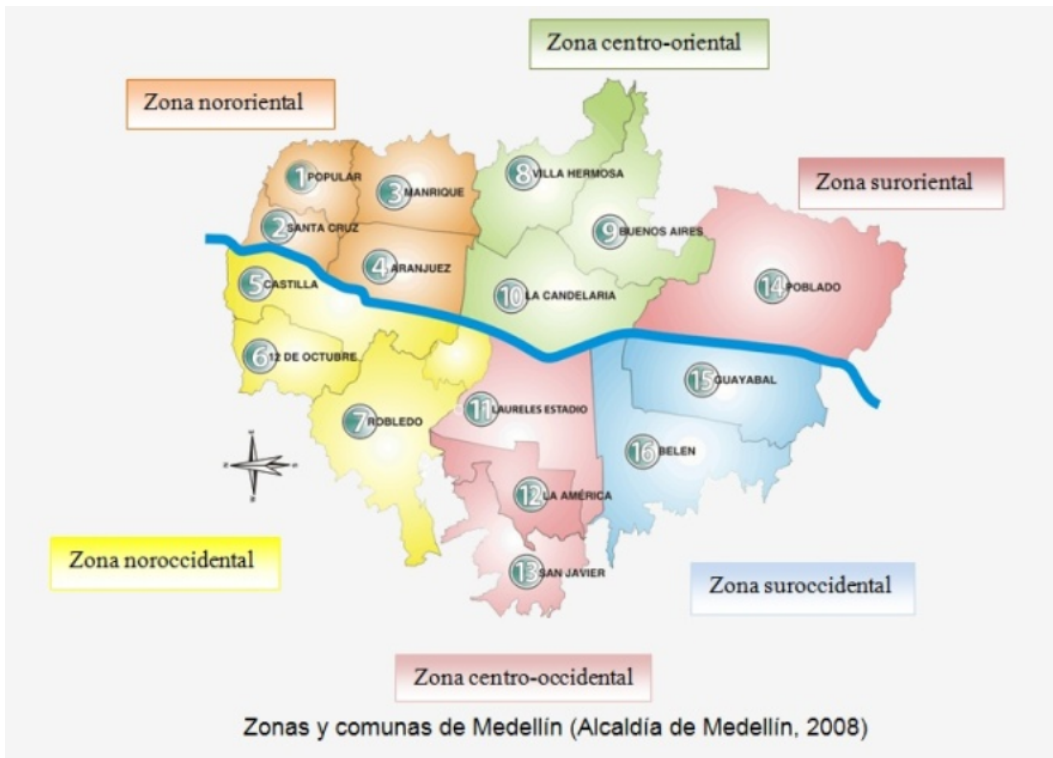 Zona centro-oriental
Zona nororiental
Zona suroriental
1 POPULAR
2 SANTA CRUZ
3 MANRIQUE
4 ARANJUEZ
8 VILLA HERMOSA
9 BUENOS AIRES
10 LA CANDELARIA
14 POBLADO
5 CASTILLA
6 12 DE OCTUBRE
7 ROBLEDO
11 LAURELES ESTADIO
12 LA AMÉRICA
13 SAN JAVIER
15 GUAYABAL
16 BELEN
Zona noroccidental
Zona suroccidental
Zona centro-occidental
Zonas y comunas de Medellín (Alcaldía de Medellín, 2008)